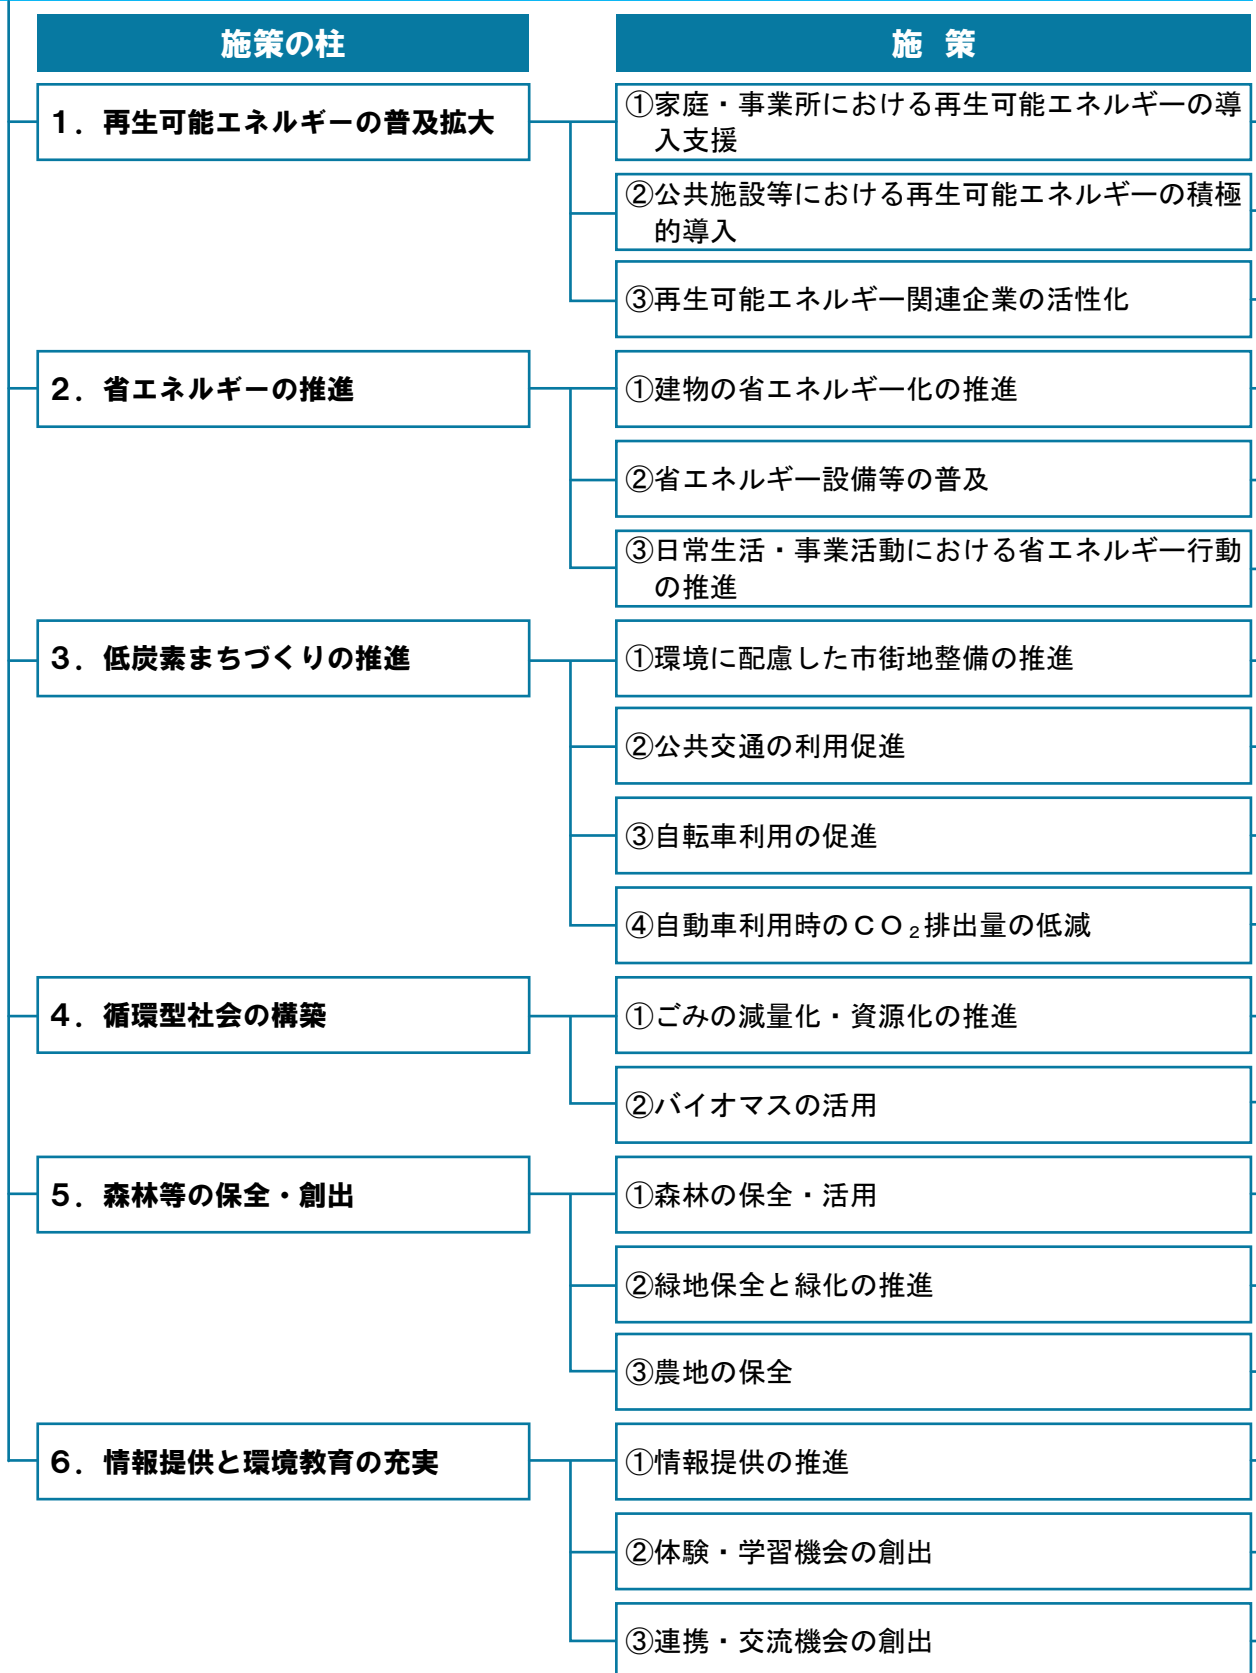 施策の柱
施 策
1．再生可能エネルギーの普及拡大
①家庭・事業所における再生可能エネルギーの導
入支援
②公共施設等における再生可能エネルギーの積極
的導入
③再生可能エネルギー関連企業の活性化
2．省エネルギーの推進
①建物の省エネルギー化の推進
②省エネルギー設備等の普及
③日常生活・事業活動における省エネルギー行動
の推進
3．低炭素まちづくりの推進
①環境に配慮した市街地整備の推進
②公共交通の利用促進
③自転車利用の促進
④自動車利用時のＣＯ₂排出量の低減
4．循環型社会の構築
①ごみの減量化・資源化の推進
②バイオマスの活用
5．森林等の保全・創出
①森林の保全・活用
②緑地保全と緑化の推進
③農地の保全
6．情報提供と環境教育の充実
①情報提供の推進
②体験・学習機会の創出
③連携・交流機会の創出